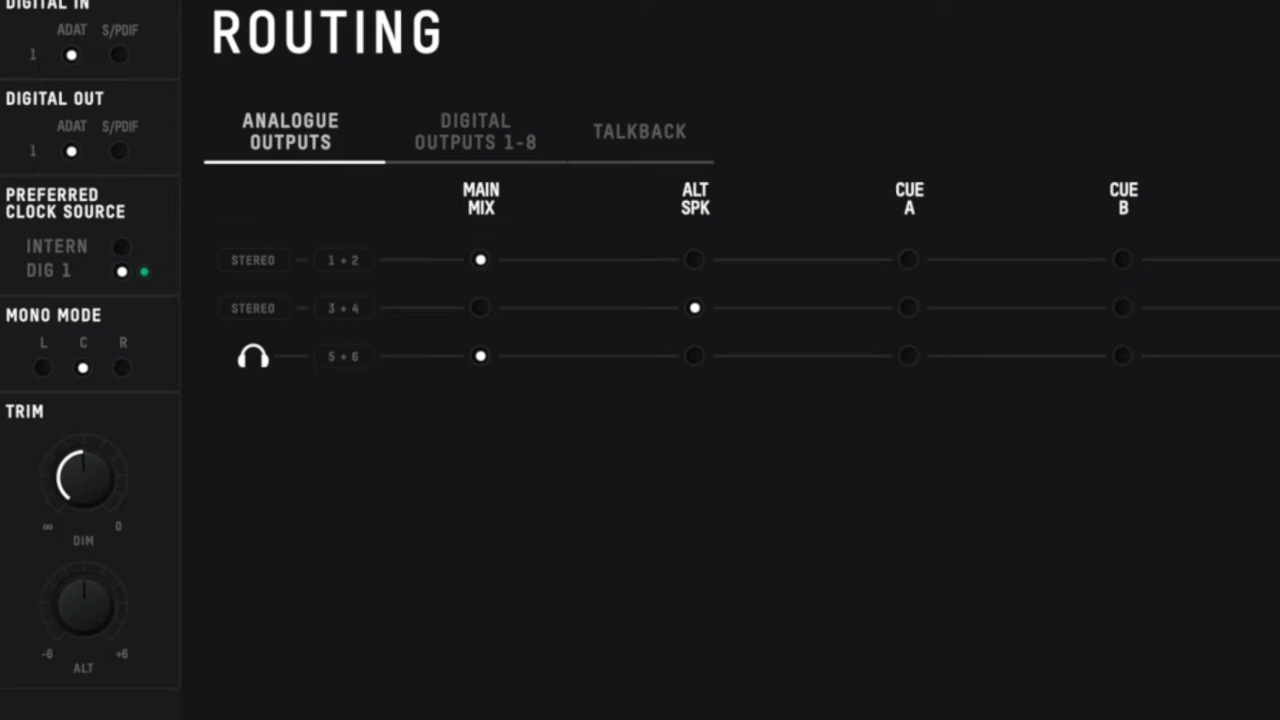 DIGITAL IN
ADAT S/PDIF
1
DIGITAL OUT
ADAT S/PDIF
1
PREFERRED
CLOCK SOURCE
INTERN
DIG 1
MONO MODE
L C R
TRIM
∞ 0
DIM
-6 +6
ALT
ROUTING
ANALOGUE
OUTPUTS
DIGITAL
OUTPUTS 1-8
TALKBACK
MAIN
MIX
ALT
SPK
CUE
A
CUE
B
STEREO 1 + 2
STEREO 3 + 4
5 + 6